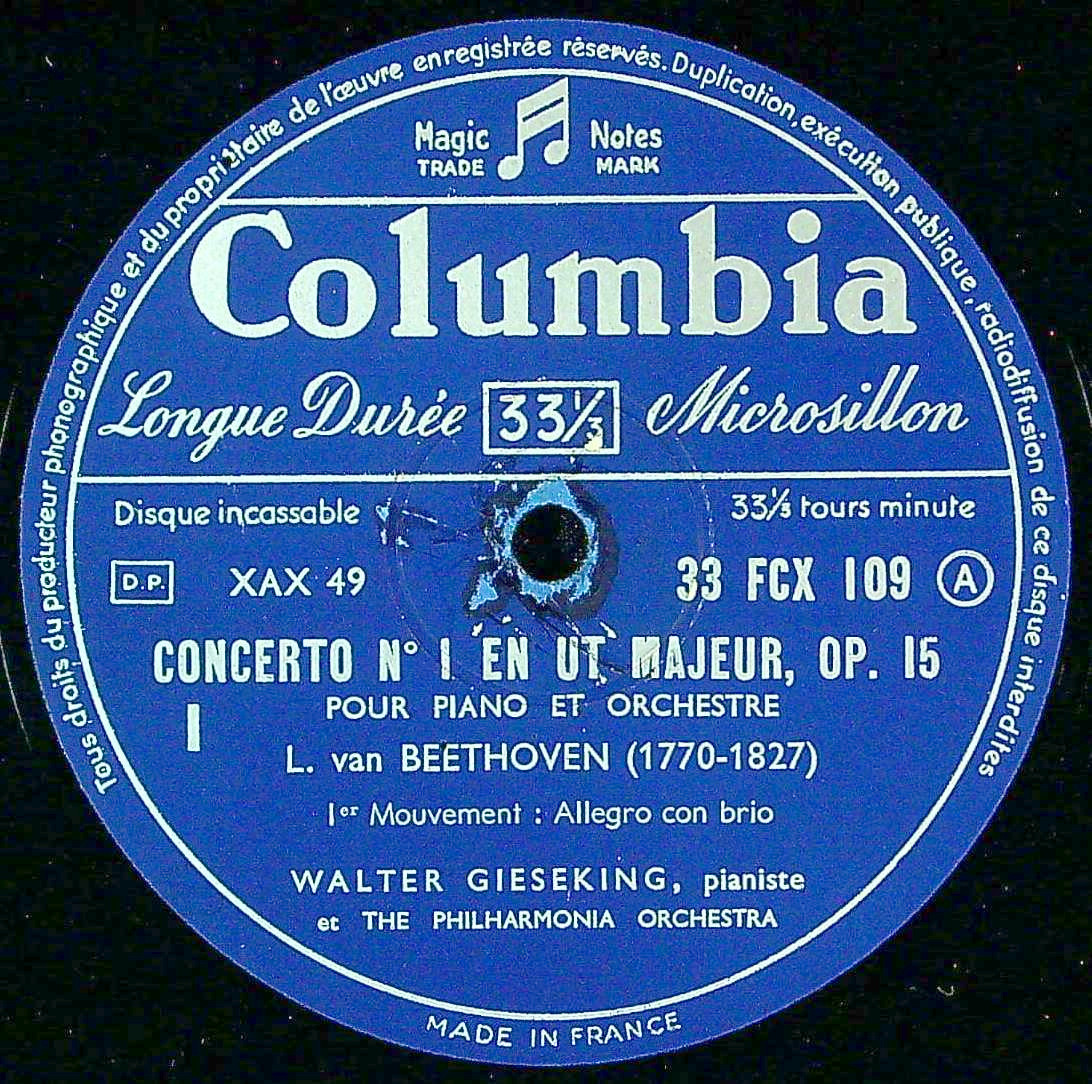 Tous droits du producteur phonographique et du propriétaire de l'œuvre enregistrée réservés. Duplication, exécution publique, radiodiffusion de ce disque interdites
Magic Notes
TRADE MARK
Columbia
Longue Durée 33⅓ Microsillon
Disque incassable 33⅓ tours minute
D.P. XAX 49 33 FCX 109 A
CONCERTO N° 1 EN UT MAJEUR, OP. 15
POUR PIANO ET ORCHESTRE
I
L. van BEETHOVEN (1770-1827)
1er Mouvement : Allegro con brio
WALTER GIESEKING, pianiste
et THE PHILHARMONIA ORCHESTRA
MADE IN FRANCE